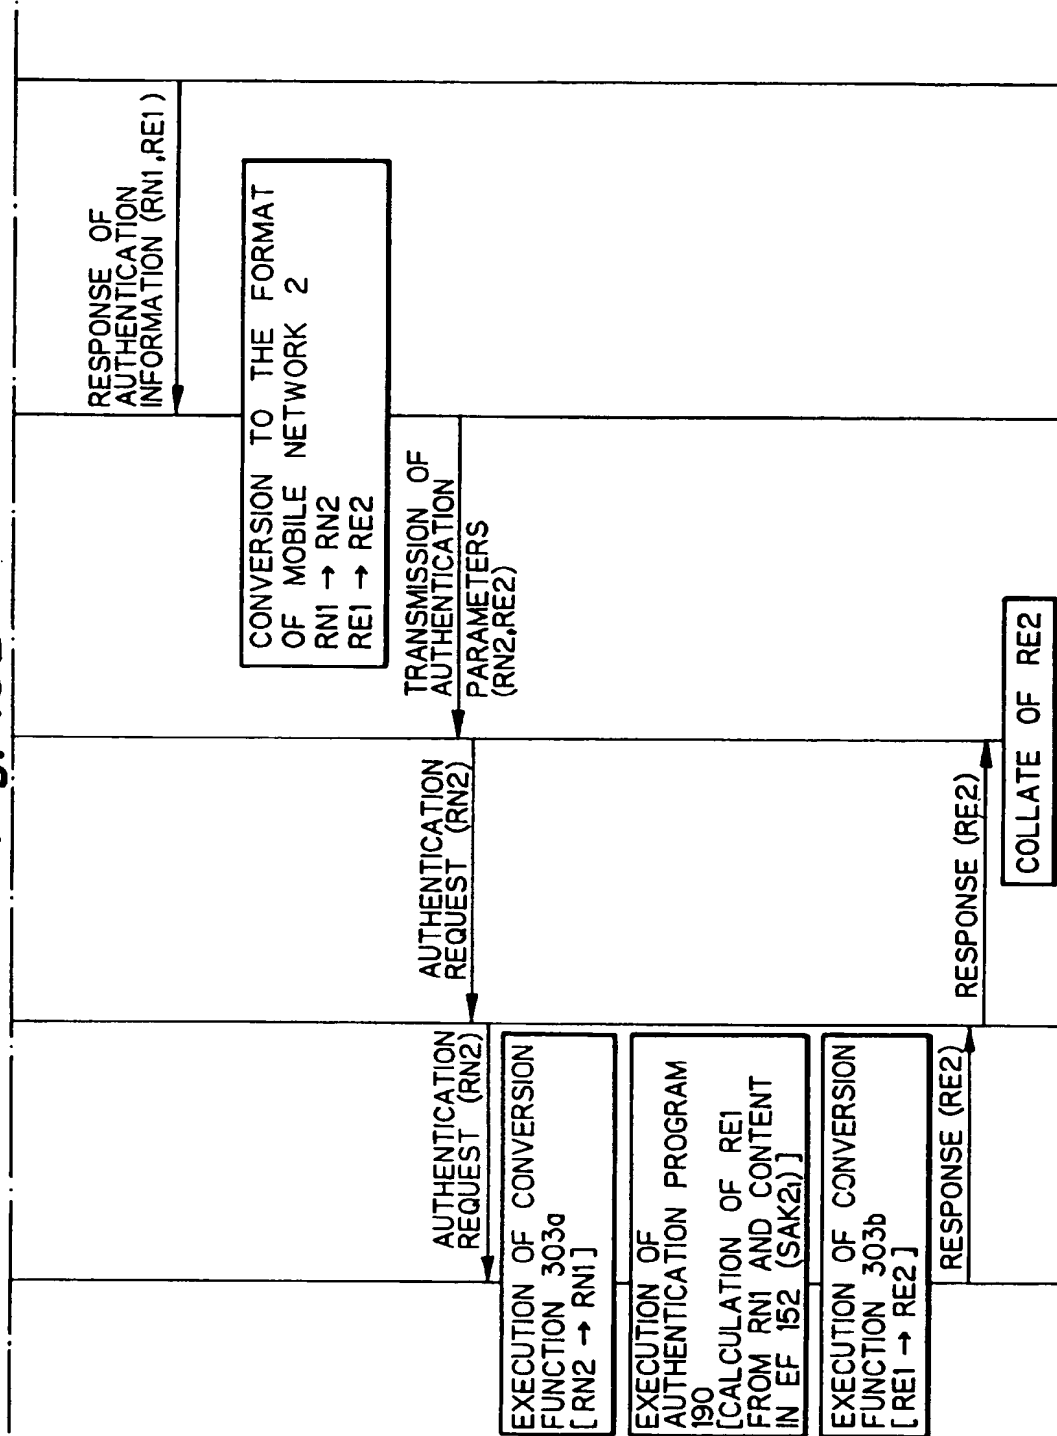 RESPONSE OF
AUTHENTICATION
INFORMATION (RN1,RE1)
CONVERSION TO THE FORMAT
OF MOBILE NETWORK 2
RN1 → RN2
RE1 → RE2
TRANSMISSION OF
AUTHENTICATION
PARAMETERS
(RN2,RE2)
AUTHENTICATION
REQUEST (RN2)
AUTHENTICATION
REQUEST (RN2)
EXECUTION OF CONVERSION
FUNCTION 303a
[RN2 → RN1]
EXECUTION OF
AUTHENTICATION PROGRAM
190
[CALCULATION OF RE1
FROM RN1 AND CONTENT
IN EF 152 (SAK2₁)]
EXECUTION OF CONVERSION
FUNCTION 303b
[RE1 → RE2]
RESPONSE (RE2)
RESPONSE (RE2)
COLLATE OF RE2